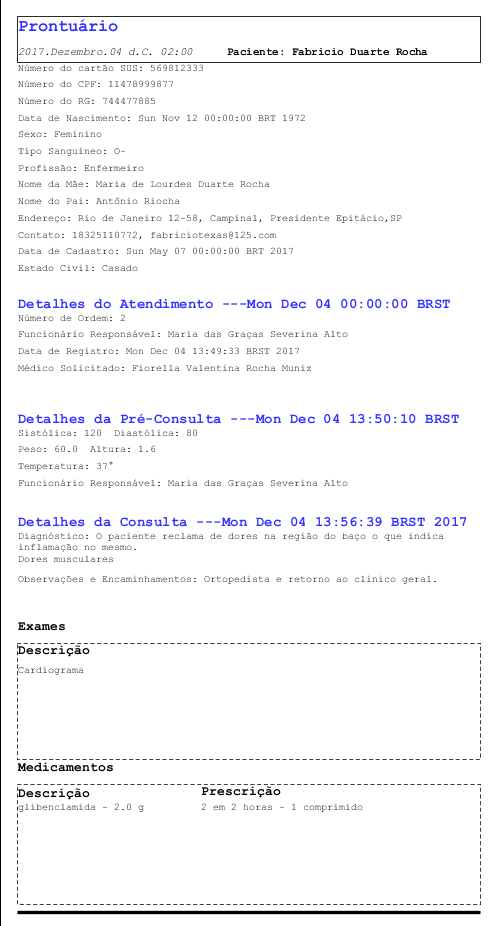 Prontuário
2017.Dezembro.04 d.C. 02:00 Paciente: Fabricio Duarte Rocha
Número do cartão SUS: 569812333
Número do CPF: 11478999877
Número do RG: 744477885
Data de Nascimento: Sun Nov 12 00:00:00 BRT 1972
Sexo: Feminino
Tipo Sanguíneo: O-
Profissão: Enfermeiro
Nome da Mãe: Maria de Lourdes Duarte Rocha
Nome do Pai: Antônio Riocha
Endereço: Rio de Janeiro 12-58, Campinal, Presidente Epitácio,SP
Contato: 18325110772, fabriciotexas@125.com
Data de Cadastro: Sun May 07 00:00:00 BRT 2017
Estado Civil: Casado
Detalhes do Atendimento ---Mon Dec 04 00:00:00 BRST
Número de Ordem: 2
Funcionário Responsável: Maria das Graças Severina Alto
Data de Registro: Mon Dec 04 13:49:33 BRST 2017
Médico Solicitado: Fiorella Valentina Rocha Muniz
Detalhes da Pré-Consulta ---Mon Dec 04 13:50:10 BRST
Sistólica: 120 Diastólica: 80
Peso: 60.0 Altura: 1.6
Temperatura: 37°
Funcionário Responsável: Maria das Graças Severina Alto
Detalhes da Consulta ---Mon Dec 04 13:56:39 BRST 2017
Diagnóstico: O paciente reclama de dores na região do baço o que indica
inflamação no mesmo.
Dores musculares
Observações e Encaminhamentos: Ortopedista e retorno ao clínico geral.
Exames
Descrição
Cardiograma
Medicamentos
Descrição Prescrição
glibenclamida - 2.0 g 2 em 2 horas - 1 comprimido